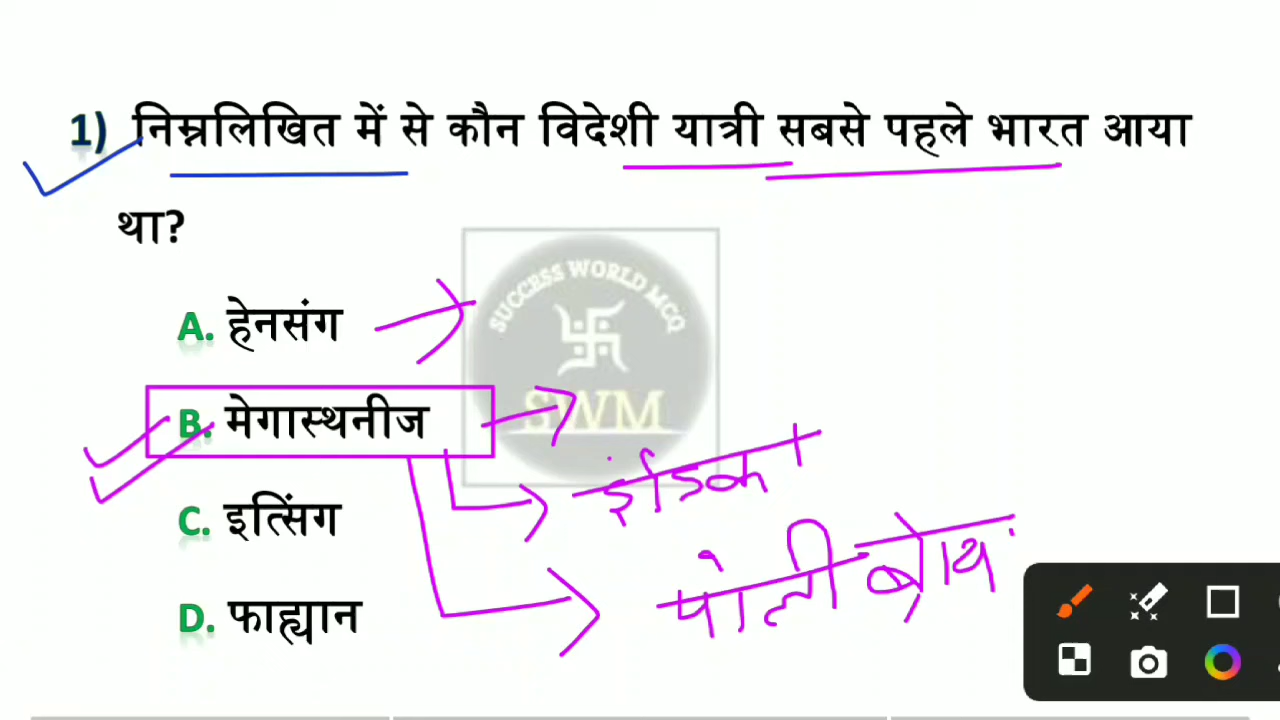 1) निम्नलिखित में से कौन विदेशी यात्री सबसे पहले भारत आया
था?
A. हेनसंग
SUCCESS WORLD MCQ
B. मेगास्थनीज
SWM
इंडिका
C. इत्सिंग
पोलीब्रोथ
D. फाह्यान